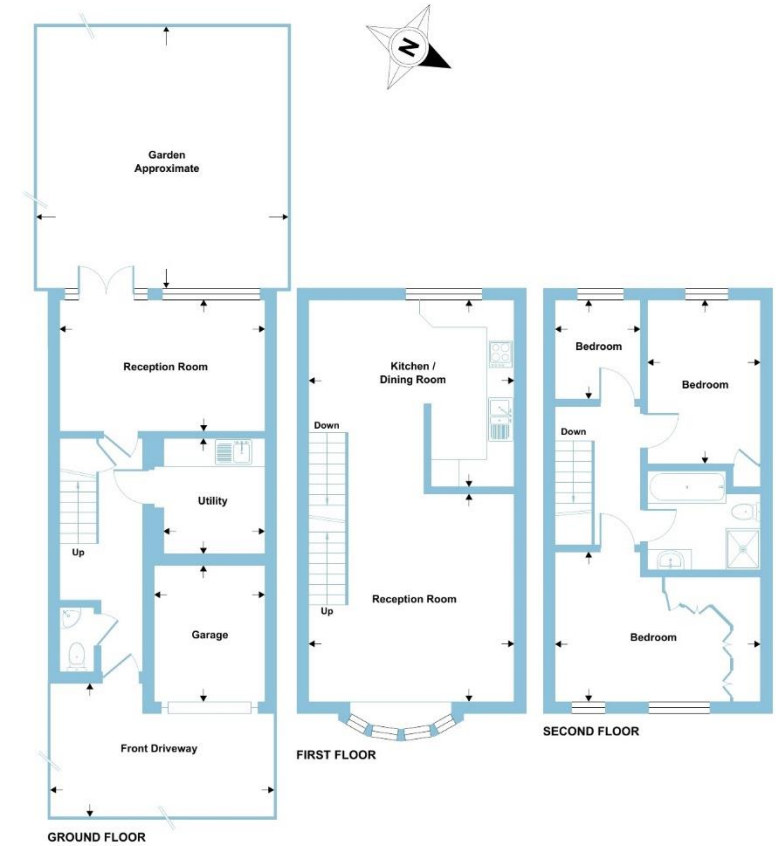 N
Garden
Approximate
Reception Room
Utility
Up
Garage
Front Driveway
GROUND FLOOR
Kitchen /
Dining Room
Down
Up
Reception Room
FIRST FLOOR
Bedroom
Bedroom
Down
Bedroom
SECOND FLOOR